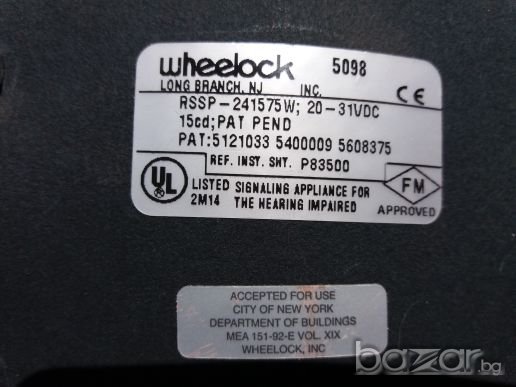 wheelock 5098
LONG BRANCH, NJ INC.
CE
RSSP-241575W; 20-31VDC
15cd; PAT PEND
PAT:5121033 5400009 5608375
REF. INST. SHT. P83500
UL
LISTED SIGNALING APPLIANCE FOR
2M14 THE HEARING IMPAIRED
FM
APPROVED
ACCEPTED FOR USE
CITY OF NEW YORK
DEPARTMENT OF BUILDINGS
MEA 151-92-E VOL. XIX
WHEELOCK, INC
bazar.bg